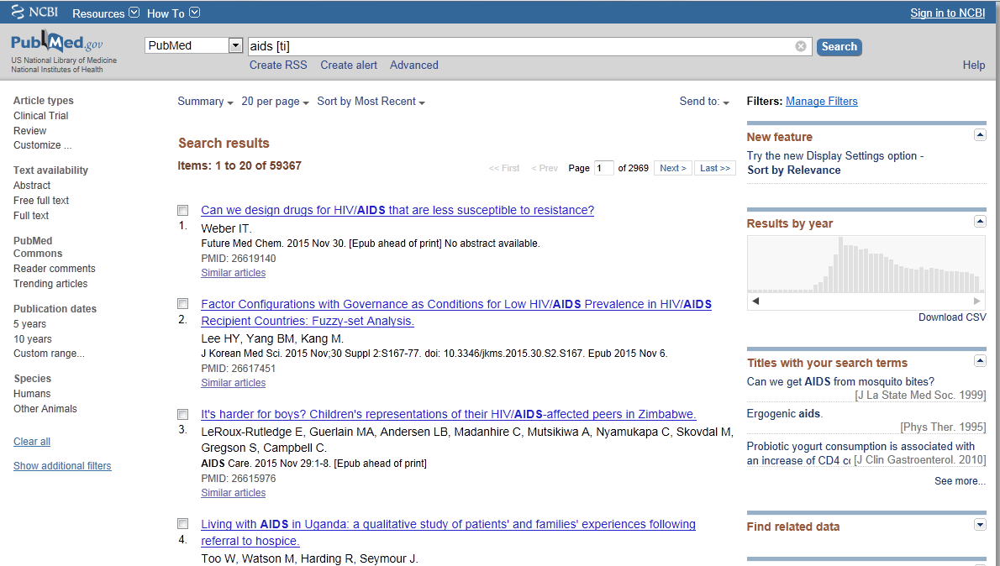 NCBI Resources How To Sign in to NCBI
PubMed.gov
US National Library of Medicine
National Institutes of Health
PubMed aids [ti] Search
Create RSS Create alert Advanced Help
Article types
Clinical Trial
Review
Customize ...
Text availability
Abstract
Free full text
Full text
PubMed
Commons
Reader comments
Trending articles
Publication dates
5 years
10 years
Custom range...
Species
Humans
Other Animals
Clear all
Show additional filters
Summary 20 per page Sort by Most Recent Send to:
Search results
Items: 1 to 20 of 59367
<< First < Prev Page 1 of 2969 Next > Last >>
Can we design drugs for HIV/AIDS that are less susceptible to resistance?
1. Weber IT.
Future Med Chem. 2015 Nov 30. [Epub ahead of print] No abstract available.
PMID: 26619140
Similar articles
Factor Configurations with Governance as Conditions for Low HIV/AIDS Prevalence in HIV/AIDS
2. Recipient Countries: Fuzzy-set Analysis.
Lee HY, Yang BM, Kang M.
J Korean Med Sci. 2015 Nov;30 Suppl 2:S167-77. doi: 10.3346/jkms.2015.30.S2.S167. Epub 2015 Nov 6.
PMID: 26617451
Similar articles
It's harder for boys? Children's representations of their HIV/AIDS-affected peers in Zimbabwe.
3. LeRoux-Rutledge E, Guerlain MA, Andersen LB, Madanhire C, Mutsikiwa A, Nyamukapa C, Skovdal M,
Gregson S, Campbell C.
AIDS Care. 2015 Nov 29:1-8. [Epub ahead of print]
PMID: 26615976
Similar articles
Living with AIDS in Uganda: a qualitative study of patients' and families' experiences following
4. referral to hospice.
Too W, Watson M, Harding R, Seymour J.
Filters: Manage Filters
New feature
Try the new Display Settings option -
Sort by Relevance
Results by year
Download CSV
Titles with your search terms
Can we get AIDS from mosquito bites?
[J La State Med Soc. 1999]
Ergogenic aids.
[Phys Ther. 1995]
Probiotic yogurt consumption is associated with
an increase of CD4 cc [J Clin Gastroenterol. 2010]
See more...
Find related data